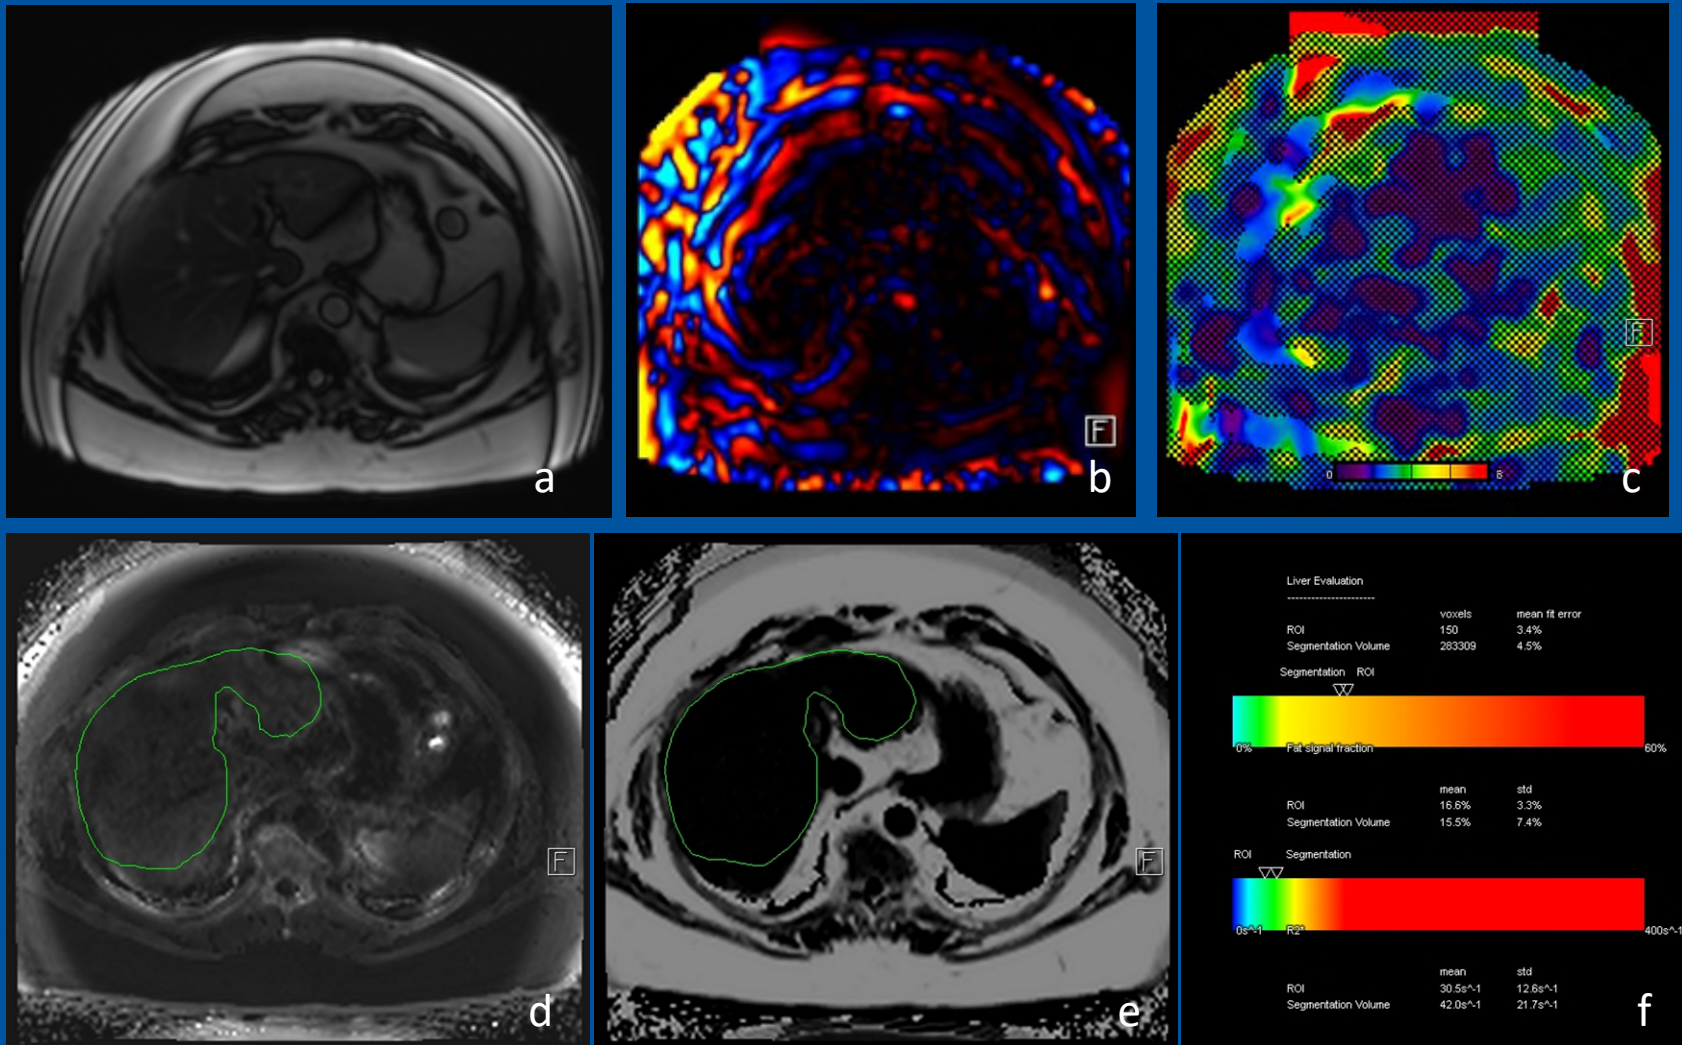 a
b
F
c
F
0
8
d
F
e
F
f
Liver Evaluation
------------------------
voxels mean fit error
ROI 150 3.4%
Segmentation Volume 283309 4.5%
Segmentation ROI
0% Fat signal fraction 60%
mean std
ROI 16.6% 3.3%
Segmentation Volume 15.5% 7.4%
ROI Segmentation
0s^-1 R2* 400s^-1
mean std
ROI 30.5s^-1 12.6s^-1
Segmentation Volume 42.0s^-1 21.7s^-1